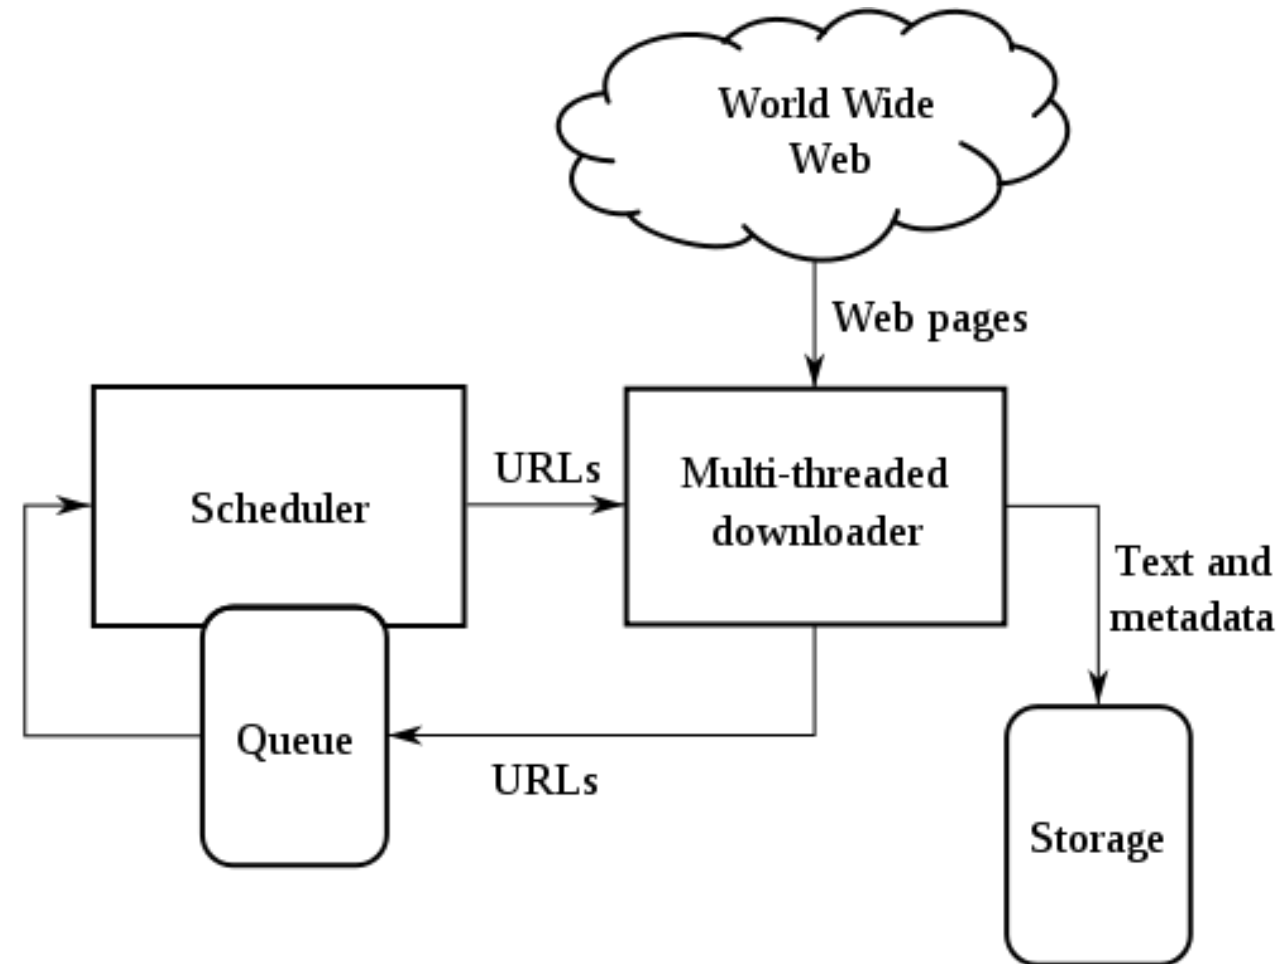 World Wide
Web
Web pages
URLs
Multi-threaded
downloader
Scheduler
Text and
metadata
Queue
URLs
Storage